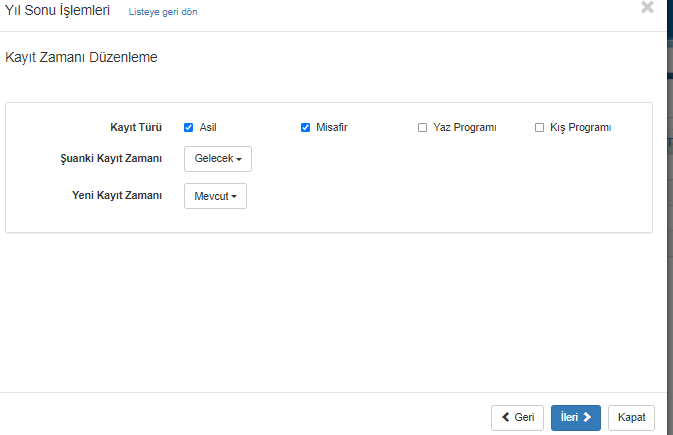 Yıl Sonu İşlemleri Listeye geri dön
Kayıt Zamanı Düzenleme
Kayıt Türü Asil Misafir Yaz Programı Kış Programı
Şuanki Kayıt Zamanı Gelecek
Yeni Kayıt Zamanı Mevcut
Geri İleri Kapat